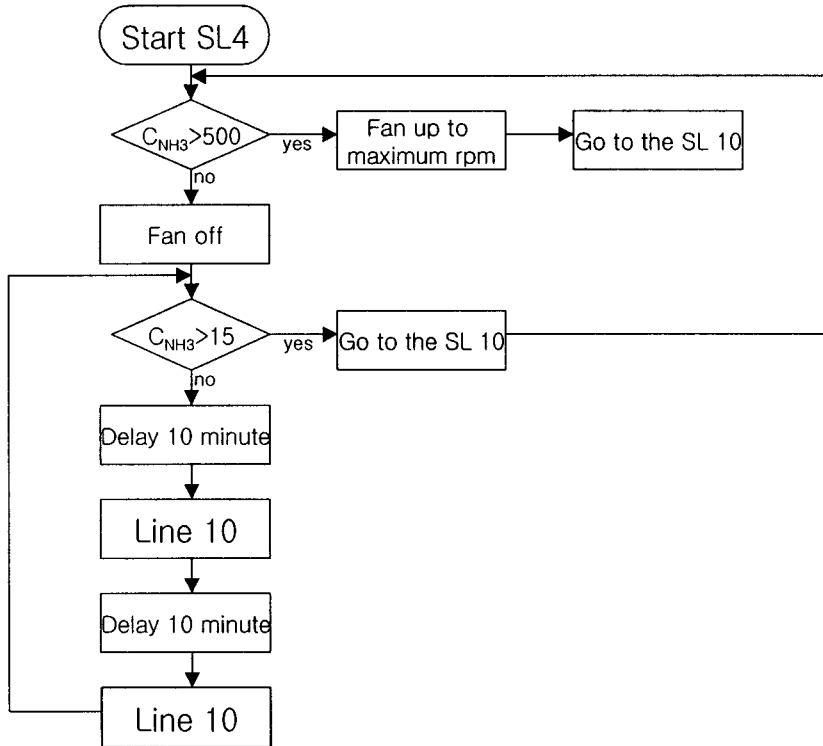 Start SL4
C_NH3>500
yes
Fan up to
maximum rpm
Go to the SL 10
no
Fan off
C_NH3>15
yes
Go to the SL 10
no
Delay 10 minute
Line 10
Delay 10 minute
Line 10